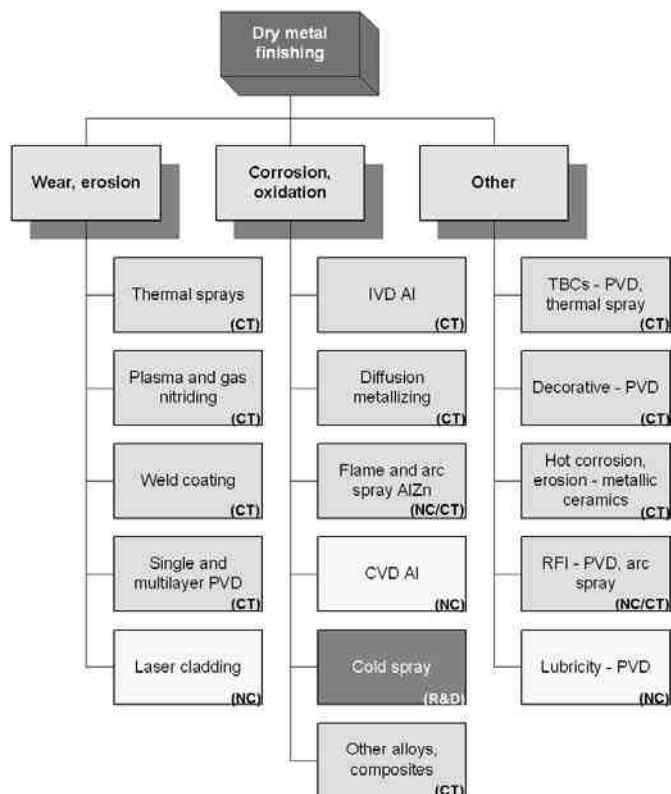 Dry metal
finishing
Wear, erosion
Corrosion,
oxidation
Other
Thermal sprays
(CT)
Plasma and gas
nitriding
(CT)
Weld coating
(CT)
Single and
multilayer PVD
(CT)
Laser cladding
(NC)
IVD Al
(CT)
Diffusion
metallizing
(CT)
Flame and arc
spray AlZn
(NC/CT)
CVD Al
(NC)
Cold spray
(R&D)
Other alloys,
composites
(CT)
TBCs - PVD,
thermal spray
(CT)
Decorative - PVD
(CT)
Hot corrosion,
erosion - metallic
ceramics
(CT)
RFI - PVD, arc
spray
(NC/CT)
Lubricity - PVD
(NC)